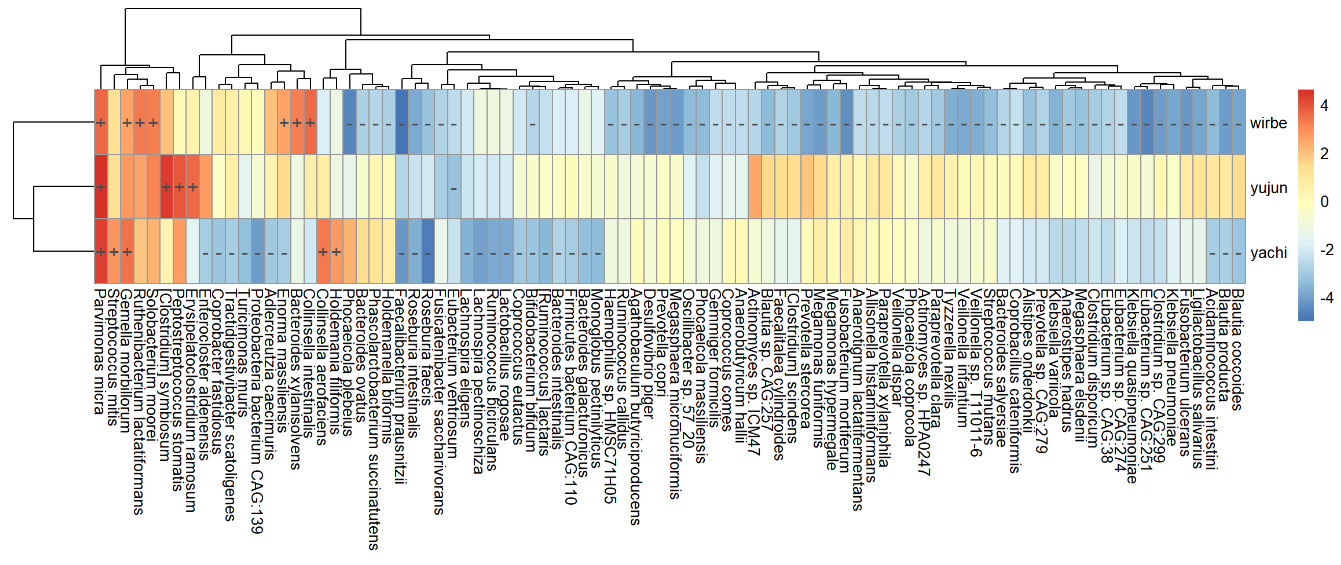 wirbe
yujun
yachi
4
2
0
-2
-4
Parvimonas micra
Streptococcus mitis
Gemella morbillorum
Ruthenibacterium lactatiformans
Solobacterium moorei
[Clostridium] symbiosum
Peptostreptococcus stomatis
Erysipelatoclostridium ramosum
Enterocloster aldensis
Coprobacter fastidiosus
Tractidigestivibacter scatoligenes
Turicimonas muris
Proteobacteria bacterium CAG:139
Adlercreutzia caecimuris
Enorma massiliensis
Bacteroides xylanisolvens
Collinsella intestinalis
Collinsella aerofaciens
Holdemania filiformis
Phocaeicola plebeius
Bacteroides ovatus
Phascolarctobacterium succinatutens
Holdemanella biformis
Faecalibacterium prausnitzii
Roseburia intestinalis
Roseburia faecis
Fusicatenibacter saccharivorans
Eubacterium ventriosum
Lachnospira eligens
Lachnospira pectinoschiza
Ruminococcus bicirculans
Lactobacillus rogosae
Coprococcus eutactus
Bifidobacterium bifidum
[Ruminococcus] lactaris
Bacteroides intestinalis
Firmicutes bacterium CAG:110
Bacteroides galacturonicus
Monoglobus pectinilyticus
Haemophilus sp. HMSC71H05
Ruminococcus callidus
Agathobaculum butyriciproducens
Desulfovibrio piger
Prevotella copri
Megasphaera micronuciformis
Oscillibacter sp. 57_20
Phocaeicola massiliensis
Gemmiger formicilis
Coprococcus comes
Anaerobutyricum hallii
Actinomyces sp. ICM47
Blautia sp. CAG:257
Faecalitalea cylindroides
[Clostridium] scindens
Prevotella stercorea
Megamonas funiformis
Megamonas hypermegale
Fusobacterium mortiferum
Anaerotignum lactatifermentans
Allisonella histaminiformans
Paraprevotella xylaniphila
Veillonella dispar
Phocaeicola coprocola
Actinomyces sp. HPA0247
Paraprevotella clara
Tyzzerella nexilis
Veillonella infantium
Veillonella sp. T11011-6
Streptococcus mutans
Bacteroides salyersiae
Coprobacillus cateniformis
Alistipes onderdonkii
Prevotella sp. CAG:279
Klebsiella variicola
Anaerostipes hadrus
Megasphaera elsdenii
Clostridium disporicum
Eubacterium sp. CAG:38
Eubacterium sp. CAG:274
Klebsiella quasipneumoniae
Eubacterium sp. CAG:251
Clostridium sp. CAG:299
Klebsiella pneumoniae
Fusobacterium ulcerans
Ligilactobacillus salivarius
Acidaminococcus intestini
Blautia producta
Blautia coccoides